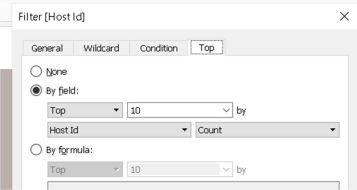 Filter [Host Id]
General Wildcard Condition Top
None
By field:
Top 10 by
Host Id Count
By formula:
Top 10 by